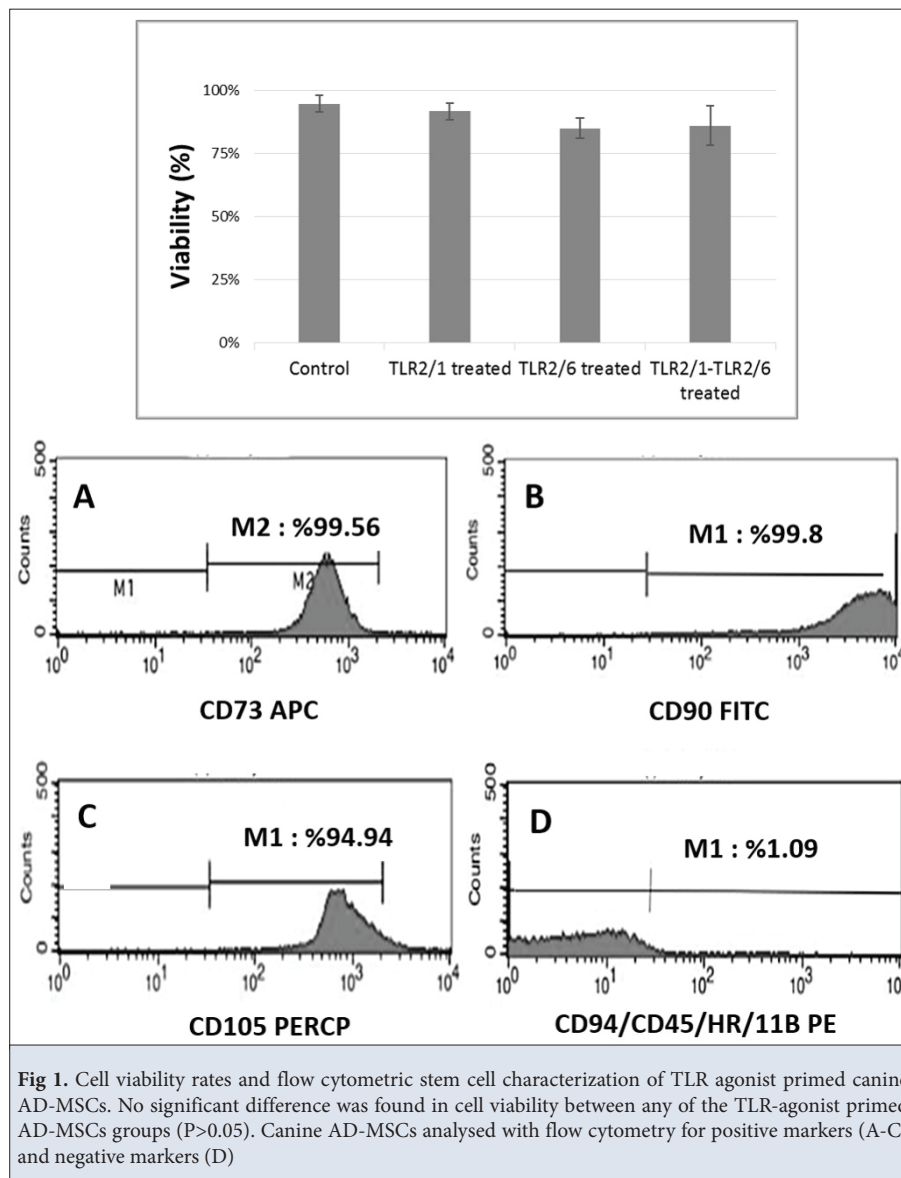 100%
75%
50%
25%
0%
Viability (%)
Control TLR2/1 treated TLR2/6 treated TLR2/1-TLR2/6
treated
500
Counts
0
A
M2 : %99.56
M1
M2
10^0 10^1 10^2 10^3 10^4
CD73 APC
500
Counts
0
B
M1 : %99.8
10^0 10^1 10^2 10^3 10^4
CD90 FITC
500
Counts
0
C
M1 : %94.94
10^0 10^1 10^2 10^3 10^4
CD105 PERCP
500
Counts
0
D
M1 : %1.09
10^0 10^1 10^2 10^3 10^4
CD94/CD45/HR/11B PE
Fig 1. Cell viability rates and flow cytometric stem cell characterization of TLR agonist primed canine
AD-MSCs. No significant difference was found in cell viability between any of the TLR-agonist primed
AD-MSCs groups (P>0.05). Canine AD-MSCs analysed with flow cytometry for positive markers (A-C
and negative markers (D)